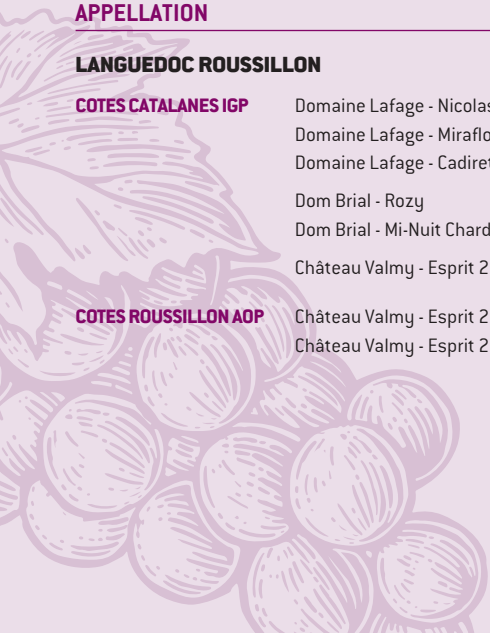 APPELLATION
LANGUEDOC ROUSSILLON
COTES CATALANES IGP Domaine Lafage - Nicolas
Domaine Lafage - Miraflo
Domaine Lafage - Cadiret
Dom Brial - Rozy
Dom Brial - Mi-Nuit Chard
Château Valmy - Esprit 2
COTES ROUSSILLON AOP Château Valmy - Esprit 2
Château Valmy - Esprit 2